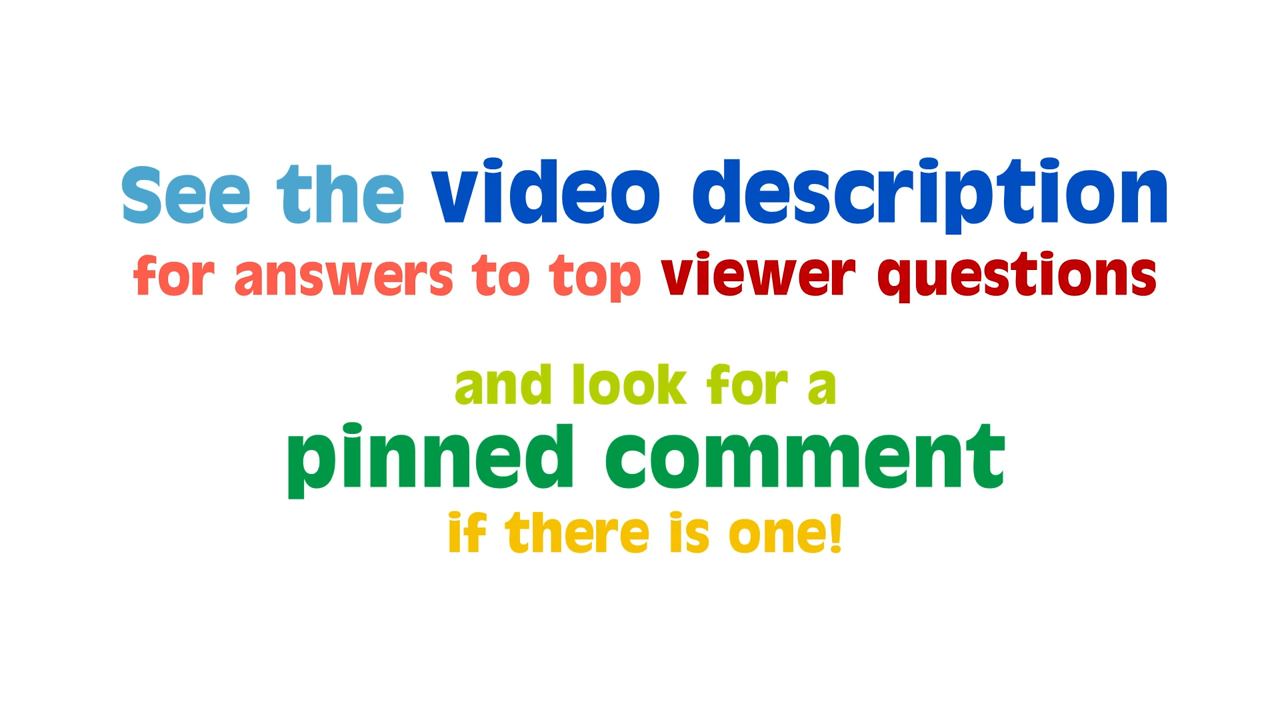 See the video description
for answers to top viewer questions
and look for a
pinned comment
if there is one!